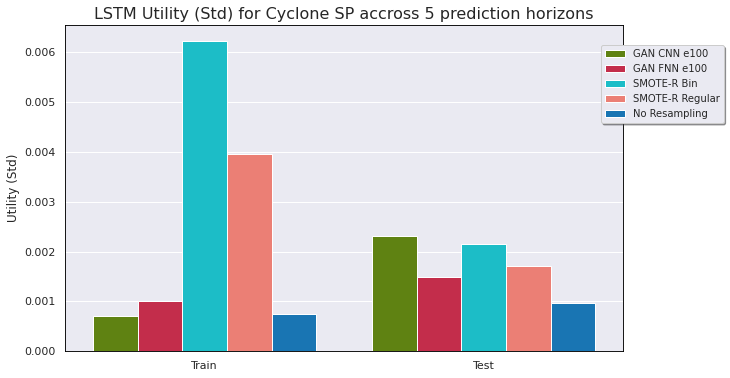 LSTM Utility (Std) for Cyclone SP accross 5 prediction horizons
GAN CNN e100
GAN FNN e100
SMOTE-R Bin
SMOTE-R Regular
No Resampling
Utility (Std)
0.006
0.005
0.004
0.003
0.002
0.001
0.000
Train
Test